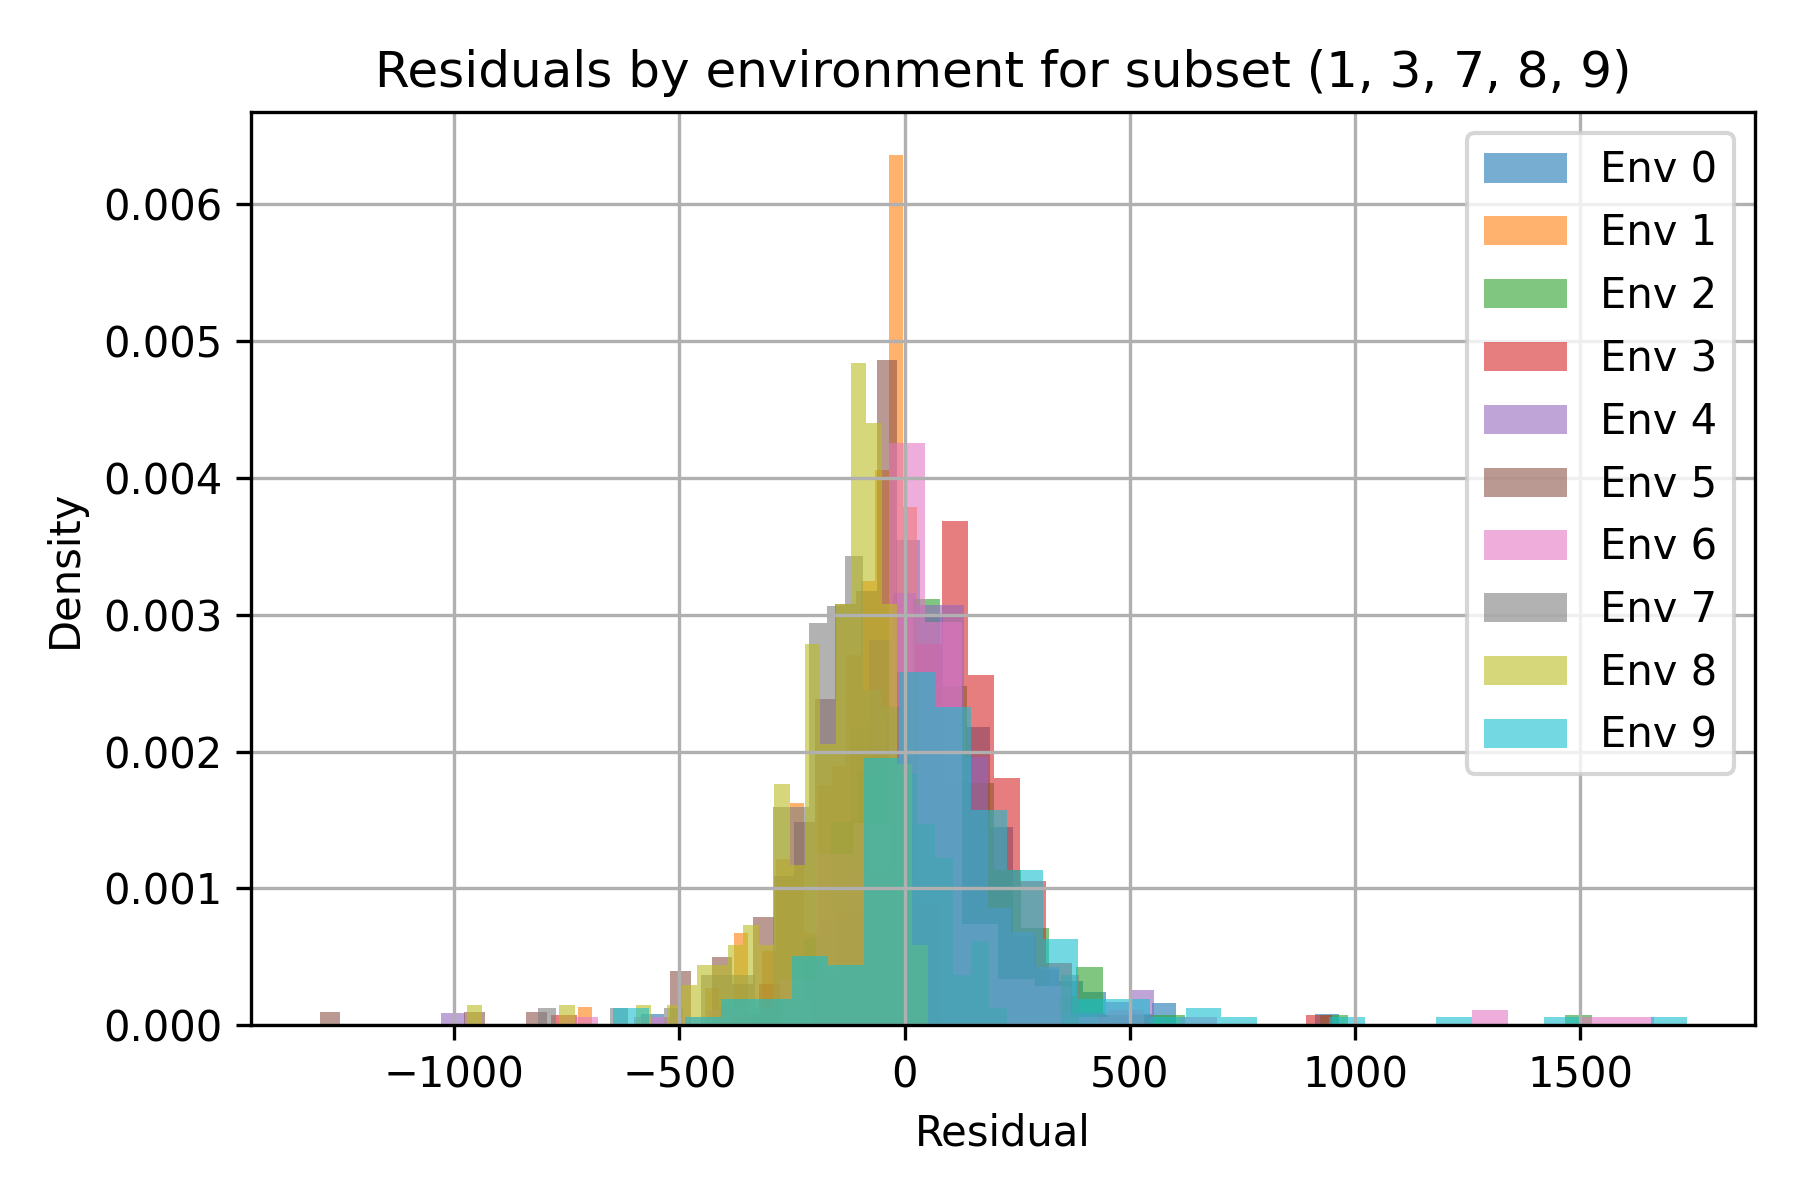 Residuals by environment for subset (1, 3, 7, 8, 9)
Density
0.006
0.005
0.004
0.003
0.002
0.001
0.000
−1000
−500
0
500
1000
1500
Residual
Env 0
Env 1
Env 2
Env 3
Env 4
Env 5
Env 6
Env 7
Env 8
Env 9